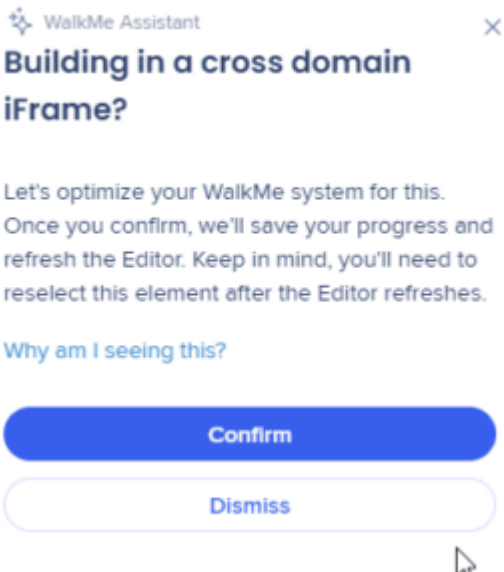 WalkMe Assistant
Building in a cross domain
iFrame?
Let's optimize your WalkMe system for this.
Once you confirm, we'll save your progress and
refresh the Editor. Keep in mind, you'll need to
reselect this element after the Editor refreshes.
Why am I seeing this?
Confirm
Dismiss